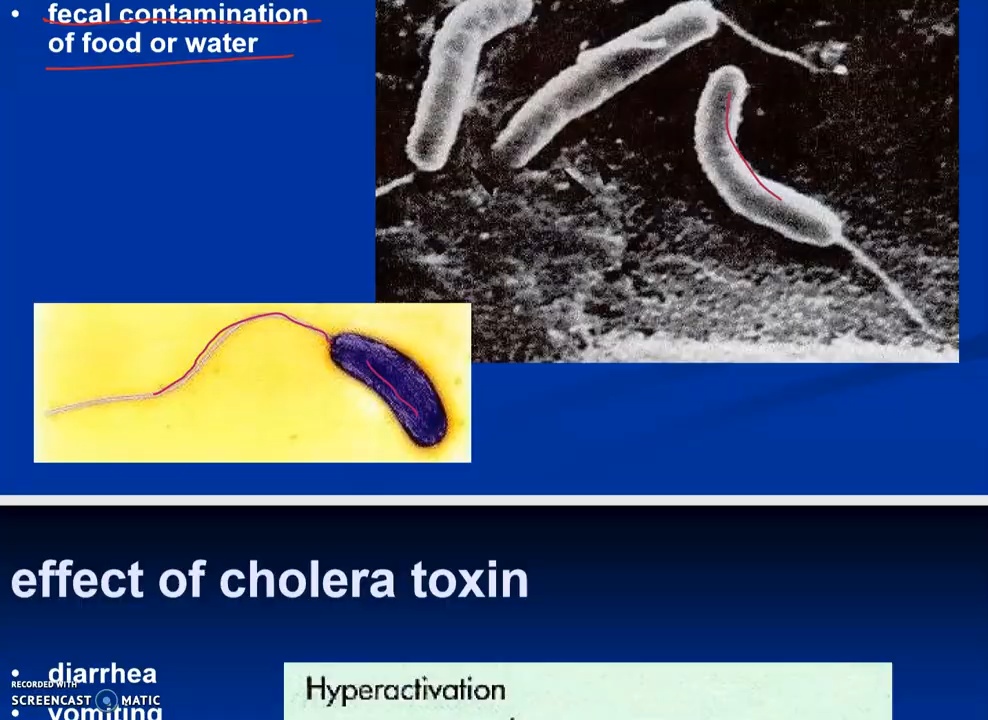 • fecal contamination
of food or water
effect of cholera toxin
• diarrhea
RECORDED WITH
SCREENCAST MATIC
• vomiting
Hyperactivation